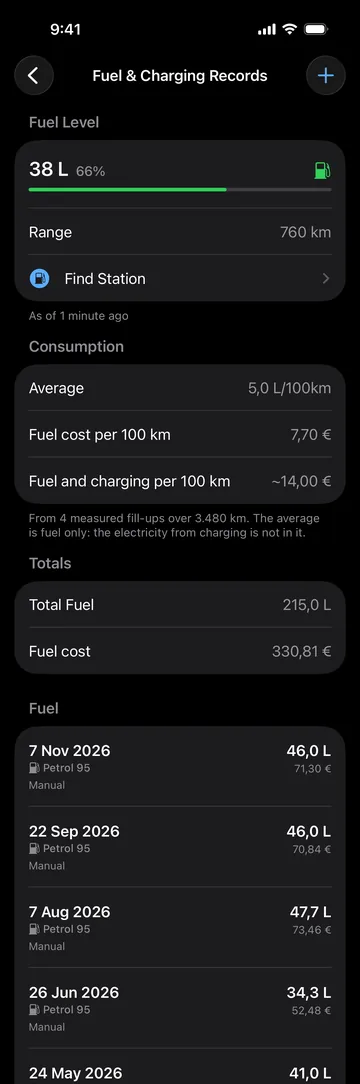 9:41
Fuel & Charging Records
Fuel Level
38 L 66%
Range 760 km
Find Station
As of 1 minute ago
Consumption
Average 5,0 L/100km
Fuel cost per 100 km 7,70 €
Fuel and charging per 100 km ~14,00 €
From 4 measured fill-ups over 3.480 km. The average
is fuel only: the electricity from charging is not in it.
Totals
Total Fuel 215,0 L
Fuel cost 330,81 €
Fuel
7 Nov 2026 46,0 L
Petrol 95 71,30 €
Manual
22 Sep 2026 46,0 L
Petrol 95 70,84 €
Manual
7 Aug 2026 47,7 L
Petrol 95 73,46 €
Manual
26 Jun 2026 34,3 L
Petrol 95 52,48 €
Manual
24 May 2026 41,0 L